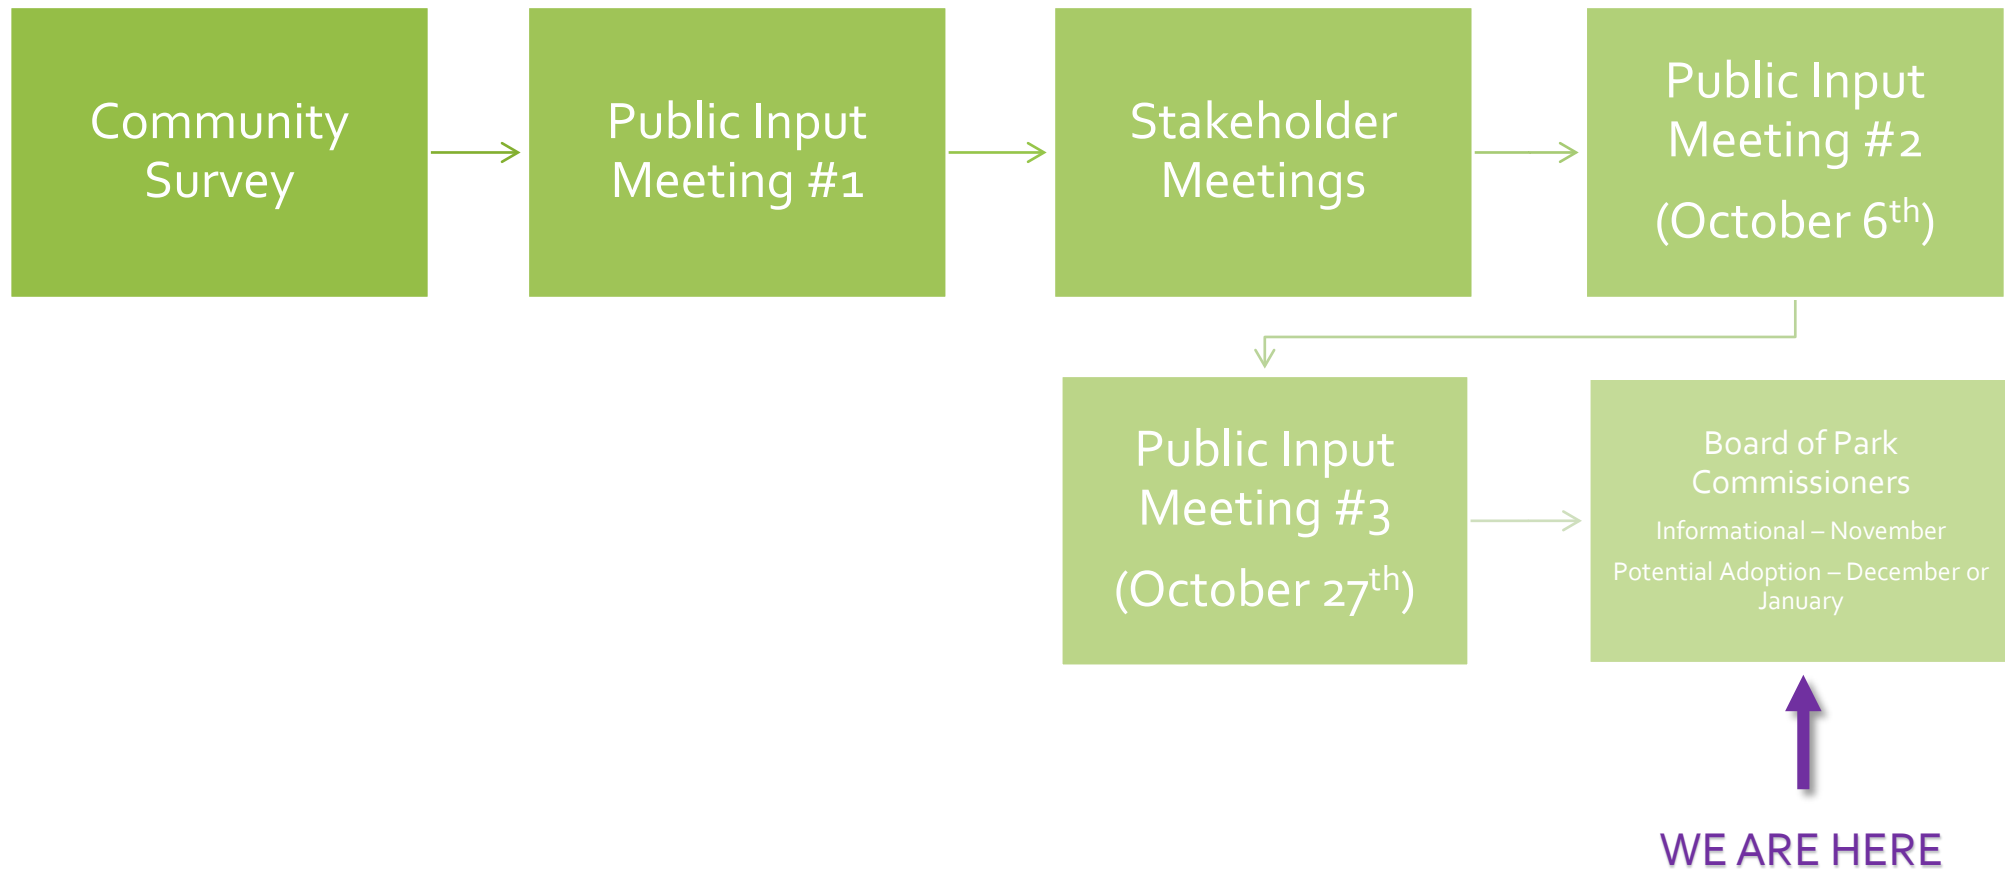 Community
Survey
Public Input
Meeting #1
Stakeholder
Meetings
Public Input
Meeting #2
(October 6th)
Public Input
Meeting #3
(October 27th)
Board of Park
Commissioners
Informational – November
Potential Adoption – December or
January
WE ARE HERE